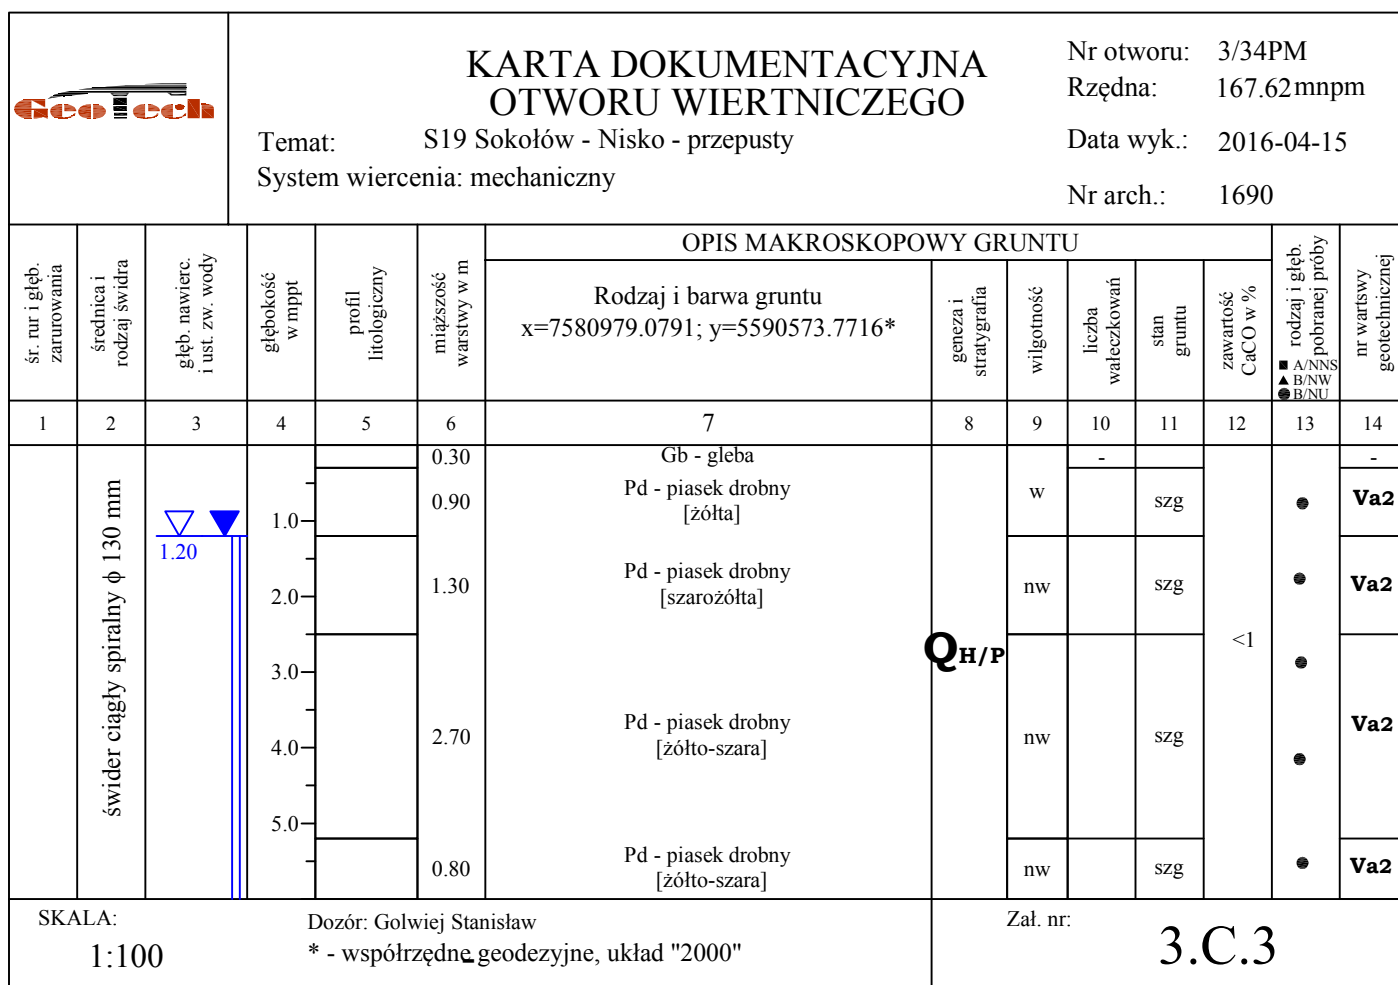 GeoTech
KARTA DOKUMENTACYJNA
OTWORU WIERTNICZEGO
Temat: S19 Sokołów - Nisko - przepusty
System wiercenia: mechaniczny
Nr otworu: 3/34PM
Rzędna: 167.62 mnpm
Data wyk.: 2016-04-15
Nr arch.: 1690
śr. rur i głęb.
zarurowania
średnica i
rodzaj świdra
głęb. nawierc.
i ust. zw. wody
głębokość
w mppt
profil
litologiczny
miąższość
warstwy w m
OPIS MAKROSKOPOWY GRUNTU
Rodzaj i barwa gruntu
x=7580979.0791; y=5590573.7716*
geneza i
stratygrafia
wilgotność
liczba
wałeczkowań
stan
gruntu
zawartość
CaCO w %
rodzaj i głęb.
pobranej próby
■ A/NNS
▲ B/NW
● B/NU
nr wartswy
geotechnicznej
1 2 3 4 5 6 7 8 9 10 11 12 13 14
0.30 Gb - gleba - -
świder ciągły spiralny ϕ 130 mm
0.90 Pd - piasek drobny w szg Va2
[żółta]
1.0
1.20
1.30 Pd - piasek drobny nw szg Va2
[szarożółta]
2.0
QH/P
<1
3.0
2.70 Pd - piasek drobny nw szg Va2
[żółto-szara]
4.0
5.0
0.80 Pd - piasek drobny nw szg Va2
[żółto-szara]
SKALA:
1:100
Dozór: Golwiej Stanisław
* - współrzędne geodezyjne, układ "2000"
-
Zał. nr:
3.C.3